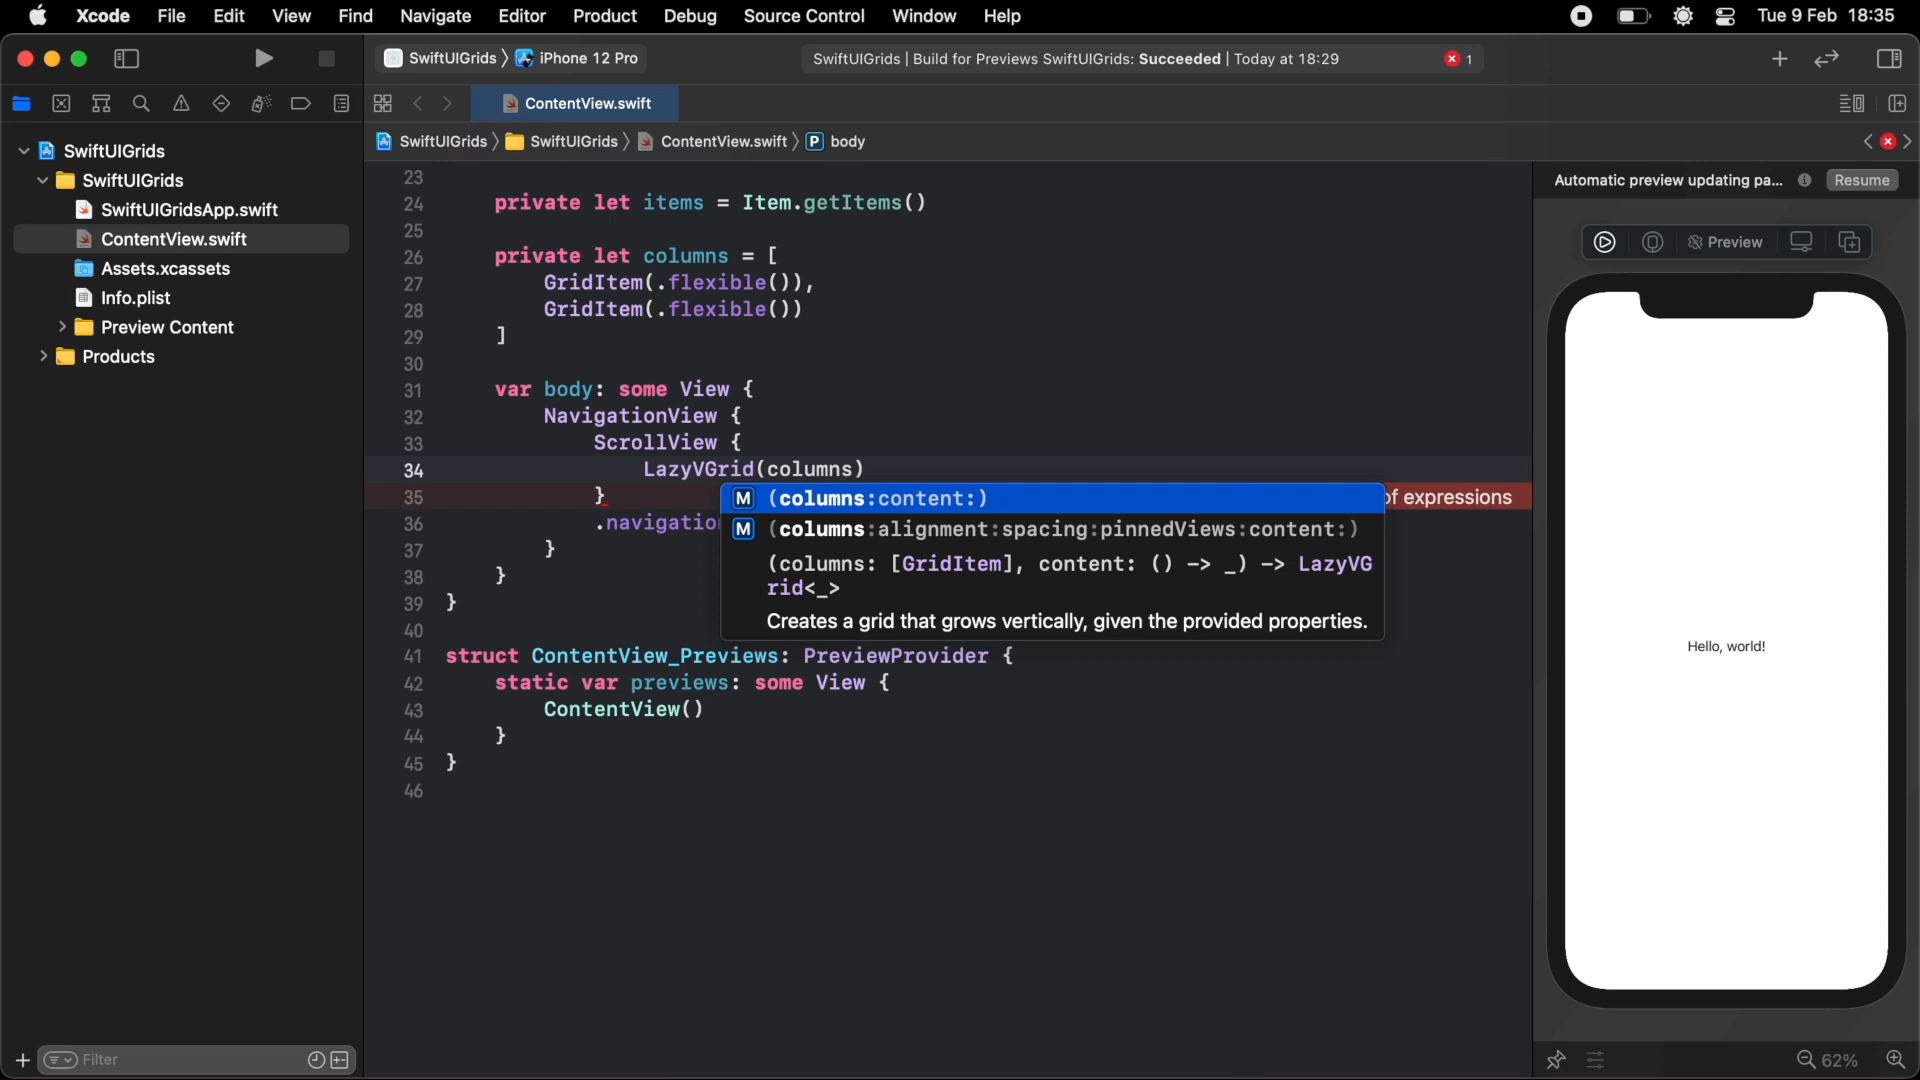 Xcode File Edit View Find Navigate Editor Product Debug Source Control Window Help Tue 9 Feb 18:35
SwiftUIGrids iPhone 12 Pro SwiftUIGrids | Build for Previews SwiftUIGrids: Succeeded | Today at 18:29 1
ContentView.swift
SwiftUIGrids SwiftUIGrids ContentView.swift P body
SwiftUIGrids
SwiftUIGrids
SwiftUIGridsApp.swift
ContentView.swift
Assets.xcassets
Info.plist
Preview Content
Products
Filter
23
24 private let items = Item.getItems()
25
26 private let columns = [
27 GridItem(.flexible()),
28 GridItem(.flexible())
29 ]
30
31 var body: some View {
32 NavigationView {
33 ScrollView {
34 LazyVGrid(columns)
35 } of expressions
36 .navigation
37 }
38 }
39 }
40
41 struct ContentView_Previews: PreviewProvider {
42 static var previews: some View {
43 ContentView()
44 }
45 }
46
M (columns:content:)
M (columns:alignment:spacing:pinnedViews:content:)
(columns: [GridItem], content: () -> _) -> LazyVG
rid<_>
Creates a grid that grows vertically, given the provided properties.
Automatic preview updating pa... Resume
Preview
Hello, world!
62%